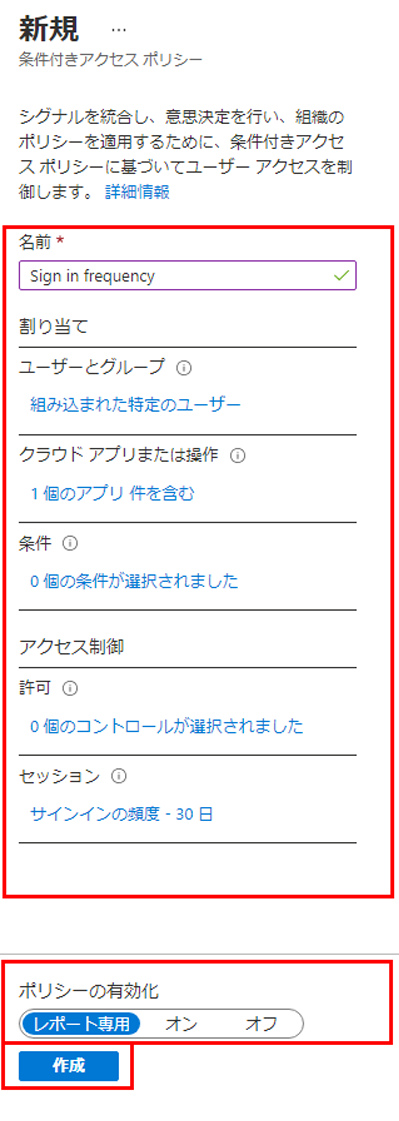 新規 ...
条件付きアクセス ポリシー
シグナルを統合し、意思決定を行い、組織の
ポリシーを適用するために、条件付きアクセ
ス ポリシーに基づいてユーザー アクセスを制
御します。 詳細情報
名前 *
Sign in frequency
割り当て
ユーザーとグループ
組み込まれた特定のユーザー
クラウド アプリまたは操作
1 個のアプリ 件を含む
条件
0 個の条件が選択されました
アクセス制御
許可
0 個のコントロールが選択されました
セッション
サインインの頻度 - 30 日
ポリシーの有効化
レポート専用 オン オフ
作成